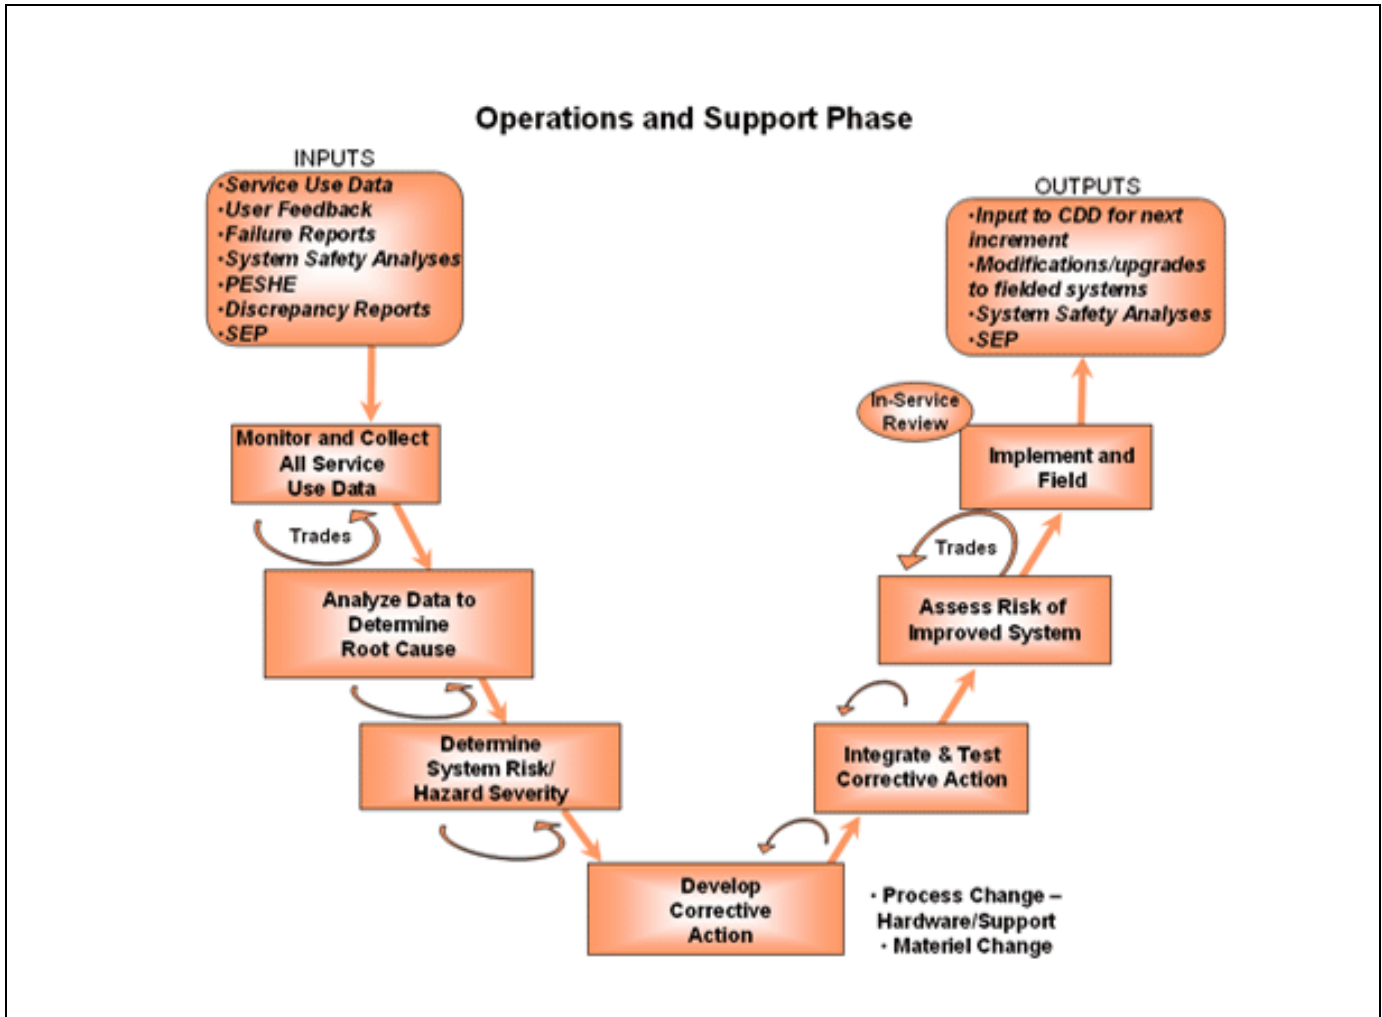 Operations and Support Phase
INPUTS
·Service Use Data
·User Feedback
·Failure Reports
·System Safety Analyses
·PESHE
·Discrepancy Reports
·SEP
OUTPUTS
·Input to CDD for next
increment
·Modifications/upgrades
to fielded systems
·System Safety Analyses
·SEP
Monitor and Collect
All Service
Use Data
Trades
Analyze Data to
Determine
Root Cause
Determine
System Risk/
Hazard Severity
Develop
Corrective
Action
· Process Change –
Hardware/Support
· Materiel Change
Integrate & Test
Corrective Action
Assess Risk of
Improved System
Trades
Implement and
Field
In-Service
Review